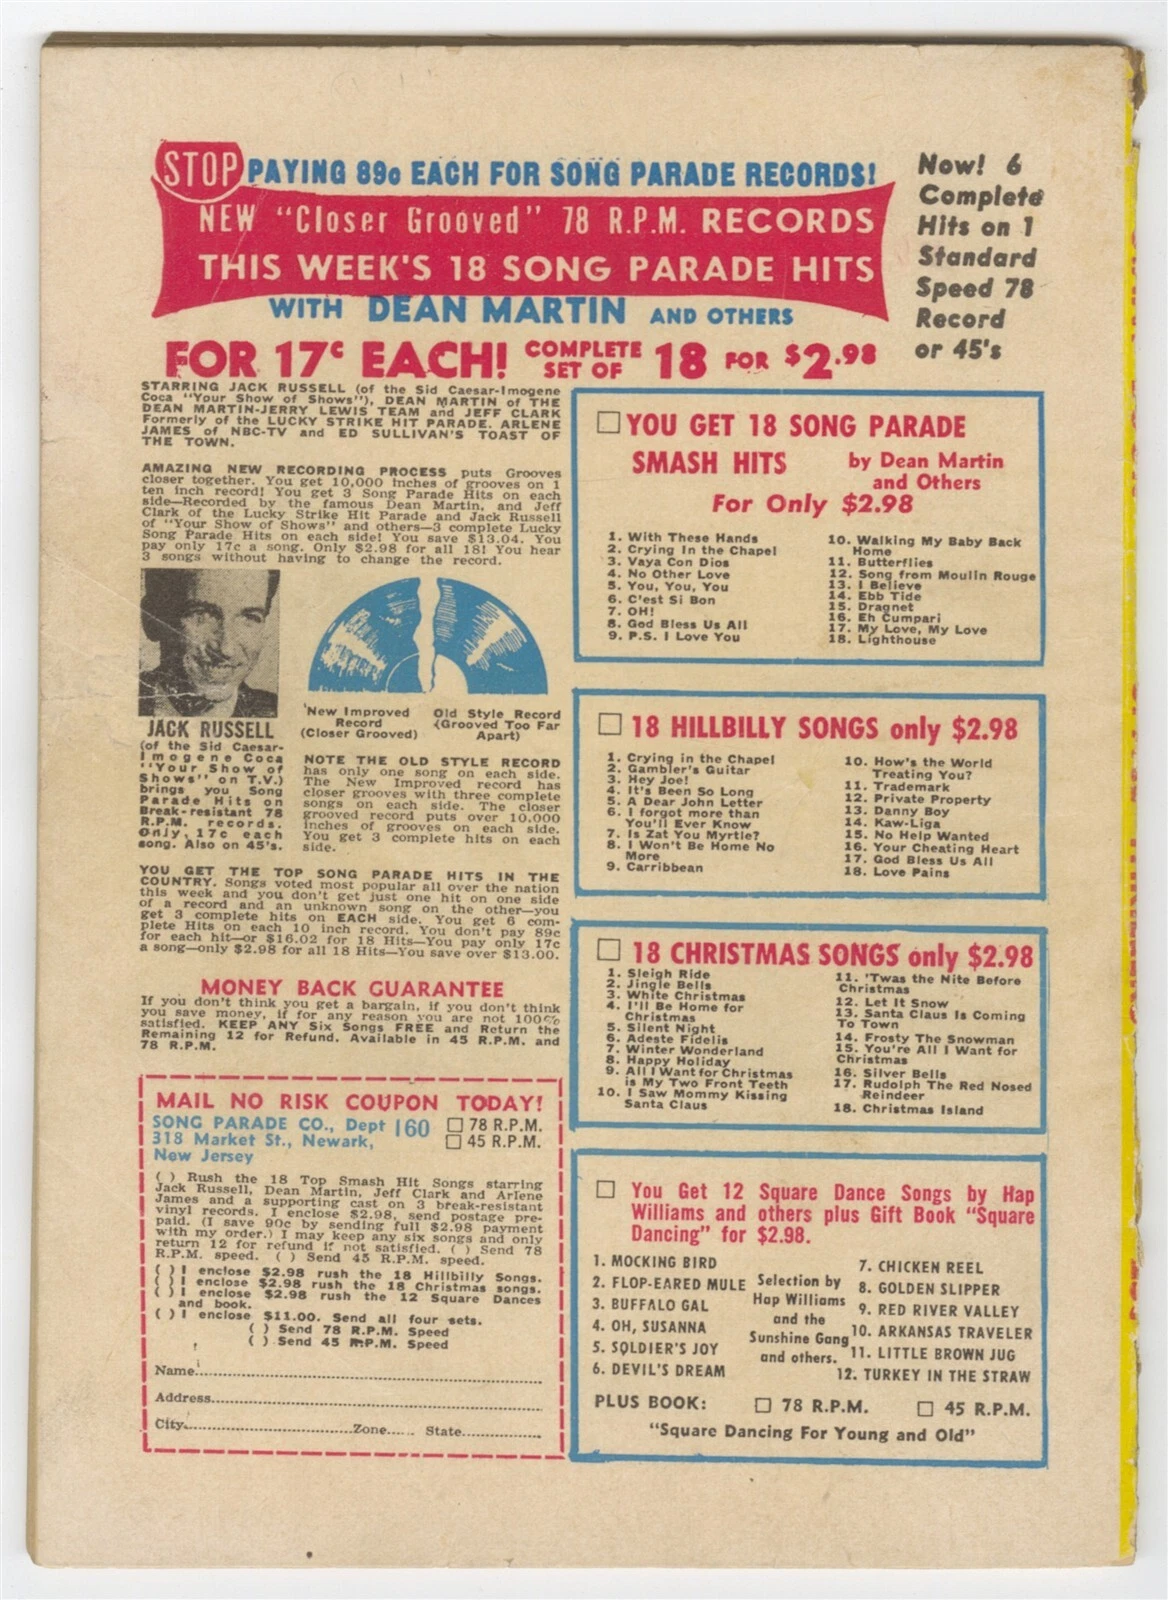 STOP PAYING 89c EACH FOR SONG PARADE RECORDS!
NEW "Closer Grooved" 78 R.P.M. RECORDS
THIS WEEK'S 18 SONG PARADE HITS
WITH DEAN MARTIN AND OTHERS
FOR 17c EACH! COMPLETE SET OF 18 FOR $2.98
Now! 6
Complete
Hits on 1
Standard
Speed 78
Record
or 45's
STARRING JACK RUSSELL (of the Sid Caesar-Imogene
Coca "Your Show of Shows"), DEAN MARTIN of THE
DEAN MARTIN-JERRY LEWIS TEAM and JEFF CLARK
Formerly of the LUCKY STRIKE HIT PARADE. ARLENE
JAMES of NBC-TV and ED SULLIVAN'S TOAST OF
THE TOWN.
AMAZING NEW RECORDING PROCESS puts Grooves
closer together. You get 10,000 inches of grooves on 1
ten inch record! You get 3 Song Parade Hits on each
side—Recorded by the famous Dean Martin, and Jeff
Clark of the Lucky Strike Hit Parade and Jack Russell
of "Your Show of Shows" and others—3 complete Lucky
Song Parade Hits on each side! You save $13.04. You
pay only 17c a song. Only $2.98 for all 18! You hear
3 songs without having to change the record.
JACK RUSSELL
(of the Sid Caesar-
Imogene Coca
"Your Show of
Shows" on T.V.)
brings you Song
Parade Hits on
Break-resistant 78
R.P.M. records.
Only 17c each
song. Also on 45's.
New Improved
Record
(Closer Grooved)
Old Style Record
(Grooved Too Far
Apart)
NOTE THE OLD STYLE RECORD
has only one song on each side.
The New Improved record has
closer grooves with three complete
songs on each side. The closer
grooved record puts over 10.000
inches of grooves on each side.
You get 3 complete hits on each
side.
YOU GET THE TOP SONG PARADE HITS IN THE
COUNTRY. Songs voted most popular all over the nation
this week and you don't get just one hit on one side
of a record and an unknown song on the other—you
get 3 complete hits on EACH side. You get 6 com-
plete Hits on each 10 inch record. You don't pay 89c
for each hit—or $16.02 for 18 Hits—You pay only 17c
a song—only $2.98 for all 18 Hits—You save over $13.00.
MONEY BACK GUARANTEE
If you don't think you get a bargain, if you don't think
you save money, if for any reason you are not 100%
satisfied. KEEP ANY Six Songs FREE and Return the
Remaining 12 for Refund. Available in 45 R.P.M. and
78 R.P.M.
MAIL NO RISK COUPON TODAY!
SONG PARADE CO., Dept 160
318 Market St., Newark,
New Jersey
78 R.P.M.
45 R.P.M.
( ) Rush the 18 Top Smash Hit Songs starring
Jack Russell, Dean Martin, Jeff Clark and Arlene
James and a supporting cast on 3 break-resistant
vinyl records. I enclose $2.98, send postage pre-
paid. (I save 90c by sending full $2.98 payment
with my order.) I may keep any six songs and only
return 12 for refund if not satisfied. ( ) Send 78
R.P.M. speed. ( ) Send 45 R.P.M. speed.
( ) I enclose $2.98 rush the 18 Hillbilly Songs.
( ) I enclose $2.98 rush the 18 Christmas songs.
( ) I enclose $2.98 rush the 12 Square Dances
and book.
( ) I enclose $11.00. Send all four sets.
( ) Send 78 R.P.M. Speed
( ) Send 45 R.P.M. Speed
Name
Address
City Zone State
YOU GET 18 SONG PARADE
SMASH HITS by Dean Martin
and Others
For Only $2.98
1. With These Hands
2. Crying In the Chapel
3. Vaya Con Dios
4. No Other Love
5. You, You, You
6. C'est Si Bon
7. OH!
8. God Bless Us All
9. P.S. I Love You
10. Walking My Baby Back
Home
11. Butterflies
12. Song from Moulin Rouge
13. I Believe
14. Ebb Tide
15. Dragnet
16. Eh Cumpari
17. My Love, My Love
18. Lighthouse
18 HILLBILLY SONGS only $2.98
1. Crying in the Chapel
2. Gambler's Guitar
3. Hey Joe!
4. It's Been So Long
5. A Dear John Letter
6. I forgot more than
You'll Ever Know
7. Is Zat You Myrtle?
8. I Won't Be Home No
More
9. Carribbean
10. How's the World
Treating You?
11. Trademark
12. Private Property
13. Danny Boy
14. Kaw-Liga
15. No Help Wanted
16. Your Cheating Heart
17. God Bless Us All
18. Love Pains
18 CHRISTMAS SONGS only $2.98
1. Sleigh Ride
2. Jingle Bells
3. White Christmas
4. I'll Be Home for
Christmas
5. Silent Night
6. Adeste Fidelis
7. Winter Wonderland
8. Happy Holiday
9. All I Want for Christmas
is My Two Front Teeth
10. I Saw Mommy Kissing
Santa Claus
11. 'Twas the Nite Before
Christmas
12. Let It Snow
13. Santa Claus Is Coming
To Town
14. Frosty The Snowman
15. You're All I Want for
Christmas
16. Silver Bells
17. Rudolph The Red Nosed
Reindeer
18. Christmas Island
You Get 12 Square Dance Songs by Hap
Williams and others plus Gift Book "Square
Dancing" for $2.98.
1. MOCKING BIRD
2. FLOP-EARED MULE
3. BUFFALO GAL
4. OH, SUSANNA
5. SOLDIER'S JOY
6. DEVIL'S DREAM
Selection by
Hap Williams
and the
Sunshine Gang
and others.
7. CHICKEN REEL
8. GOLDEN SLIPPER
9. RED RIVER VALLEY
10. ARKANSAS TRAVELER
11. LITTLE BROWN JUG
12. TURKEY IN THE STRAW
PLUS BOOK: 78 R.P.M. 45 R.P.M.
"Square Dancing For Young and Old"